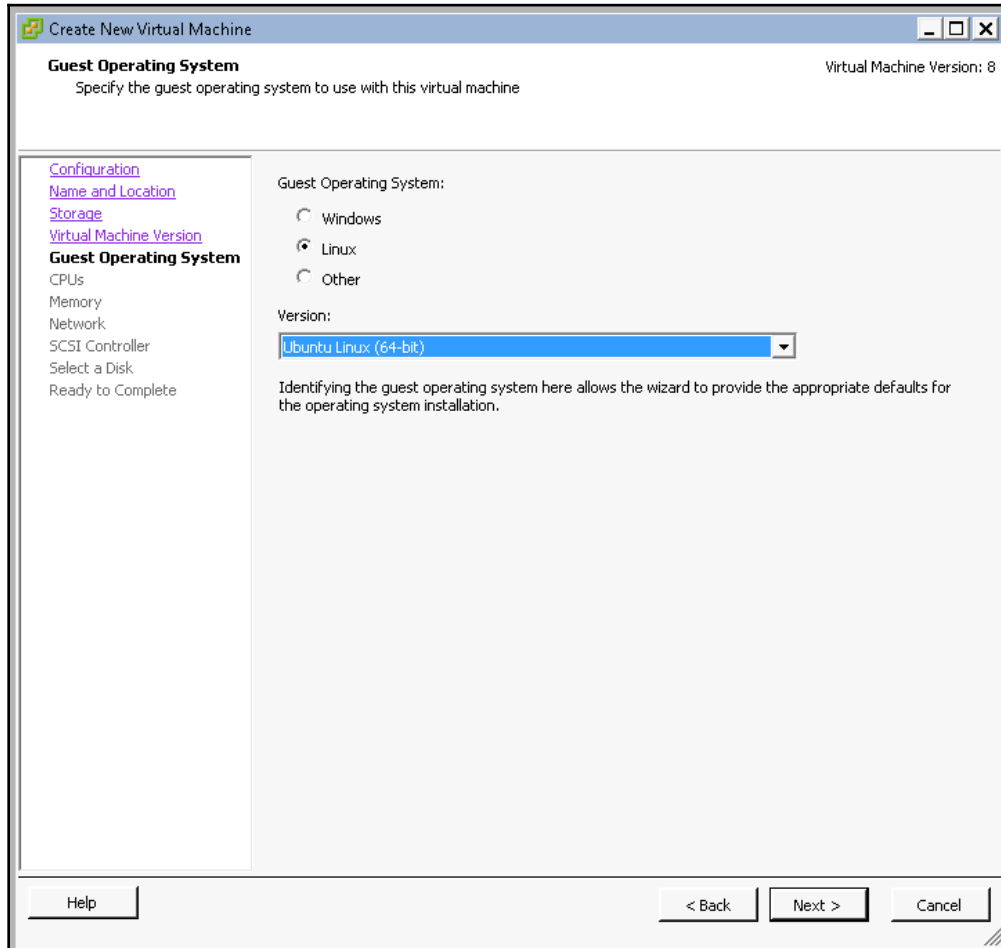 Create New Virtual Machine
Guest Operating System
Virtual Machine Version: 8
Specify the guest operating system to use with this virtual machine
Configuration
Name and Location
Storage
Virtual Machine Version
Guest Operating System
CPUs
Memory
Network
SCSI Controller
Select a Disk
Ready to Complete
Guest Operating System:
Windows
Linux
Other
Version:
Ubuntu Linux (64-bit)
Identifying the guest operating system here allows the wizard to provide the appropriate defaults for
the operating system installation.
Help
< Back
Next >
Cancel